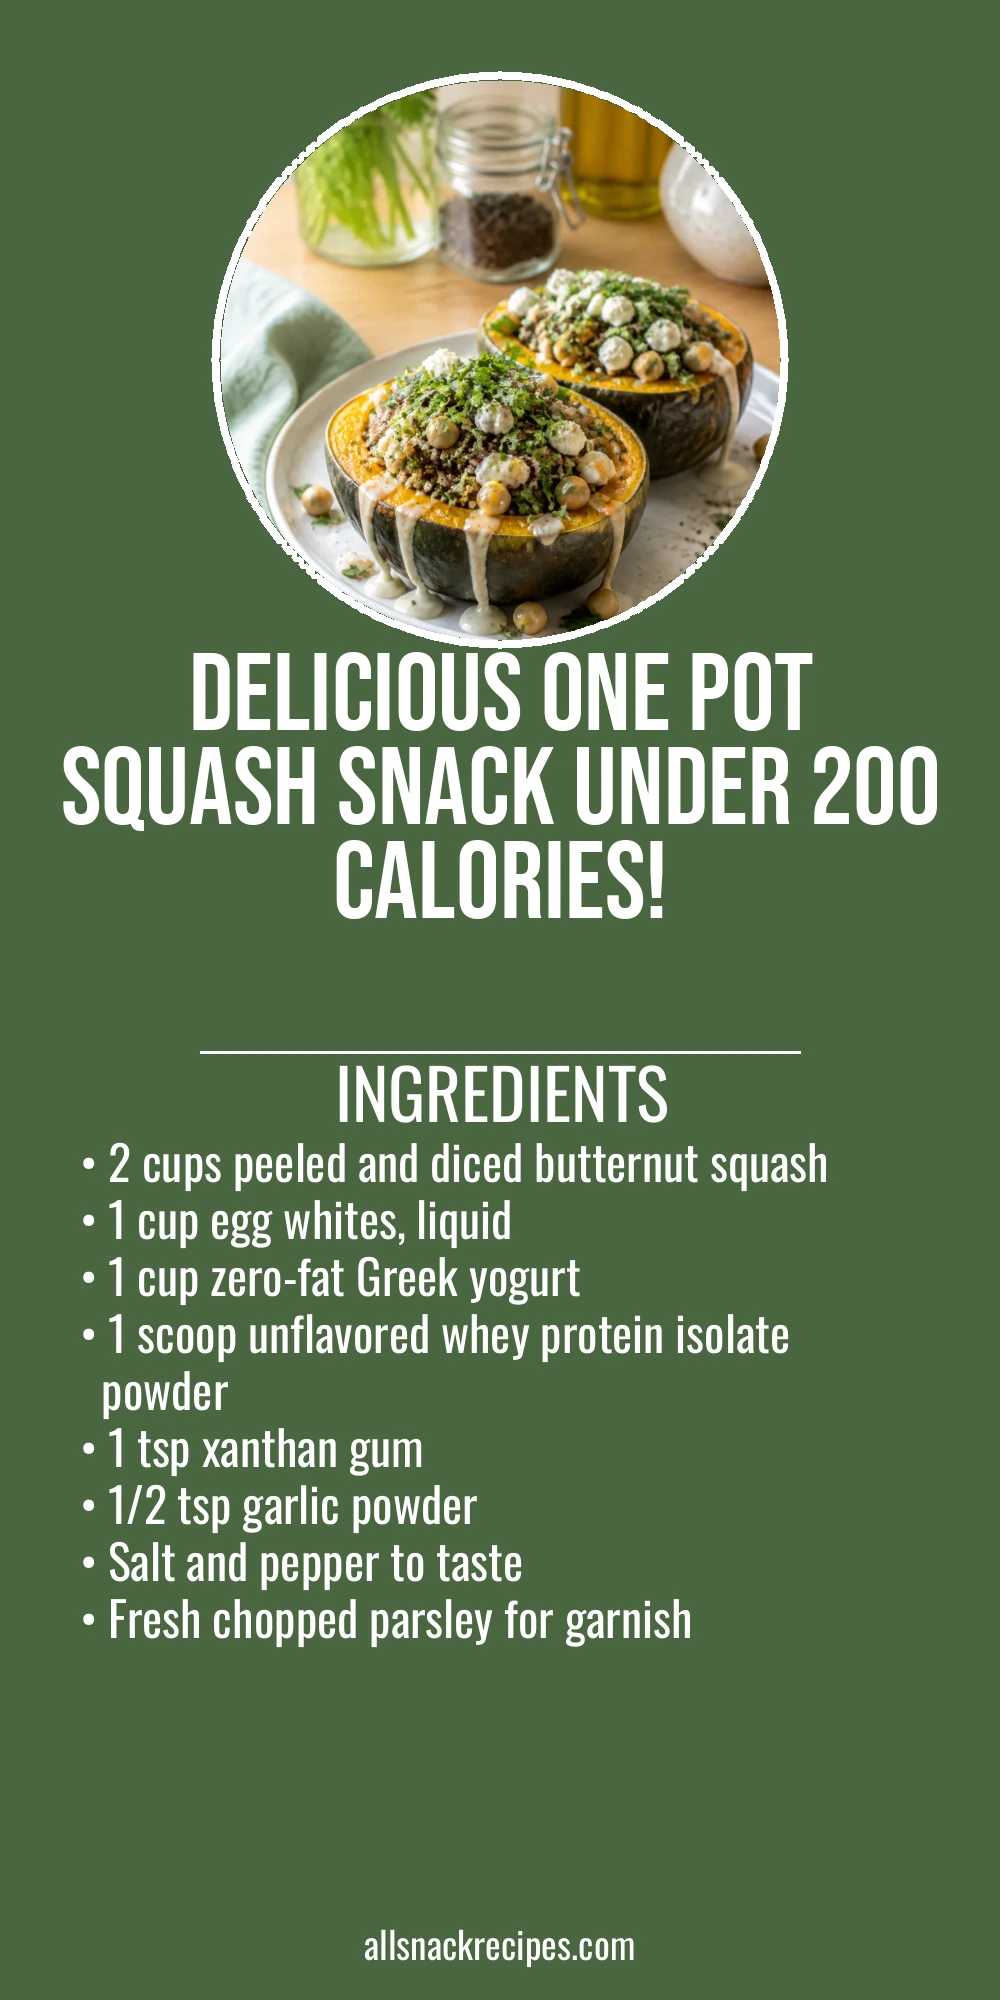 DELICIOUS ONE POT
SQUASH SNACK UNDER 200
CALORIES!
INGREDIENTS
• 2 cups peeled and diced butternut squash
• 1 cup egg whites, liquid
• 1 cup zero-fat Greek yogurt
• 1 scoop unflavored whey protein isolate
powder
• 1 tsp xanthan gum
• 1/2 tsp garlic powder
• Salt and pepper to taste
• Fresh chopped parsley for garnish
allsnackrecipes.com